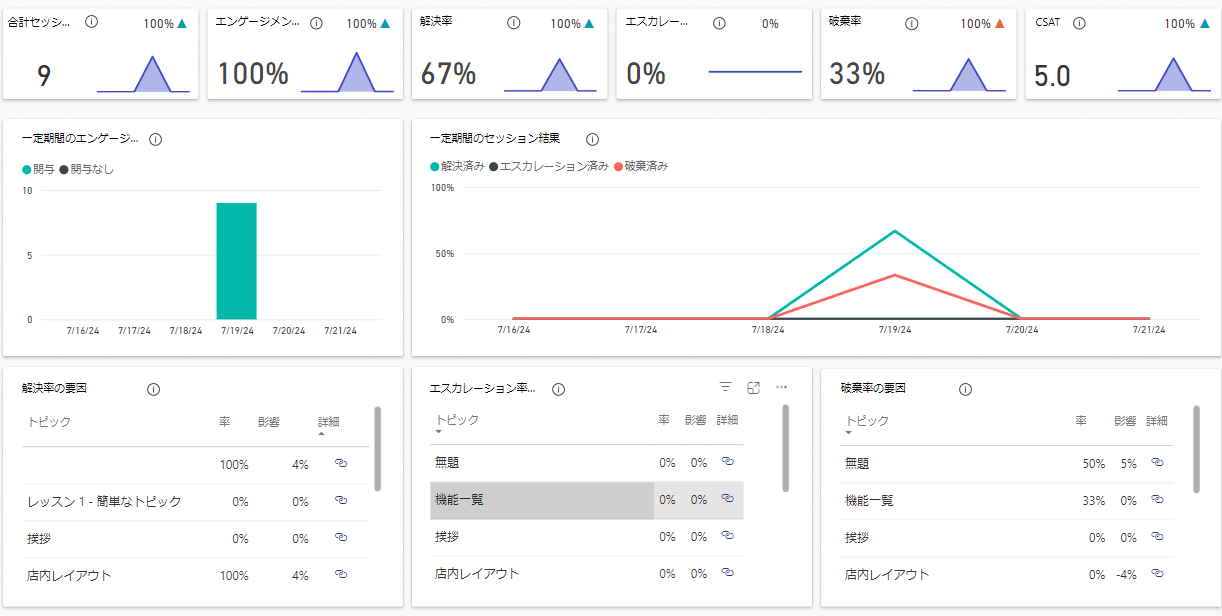 合計セッシ...
100%
9
エンゲージメン...
100%
100%
解決率
100%
67%
エスカレー...
0%
0%
破棄率
100%
33%
CSAT
100%
5.0
一定期間のエンゲージ...
関与 関与なし
10
5
0
7/16/24 7/17/24 7/18/24 7/19/24 7/20/24 7/21/24
一定期間のセッション結果
解決済み エスカレーション済み 破棄済み
100%
50%
0%
7/16/24 7/17/24 7/18/24 7/19/24 7/20/24 7/21/24
解決率の要因
トピック 率 影響 詳細
100% 4%
レッスン 1 - 簡単なトピック 0% 0%
挨拶 0% 0%
店内レイアウト 100% 4%
エスカレーション率...
トピック 率 影響 詳細
無題 0% 0%
機能一覧 0% 0%
挨拶 0% 0%
店内レイアウト 0% 0%
破棄率の要因
トピック 率 影響 詳細
無題 50% 5%
機能一覧 33% 0%
挨拶 0% 0%
店内レイアウト 0% -4%